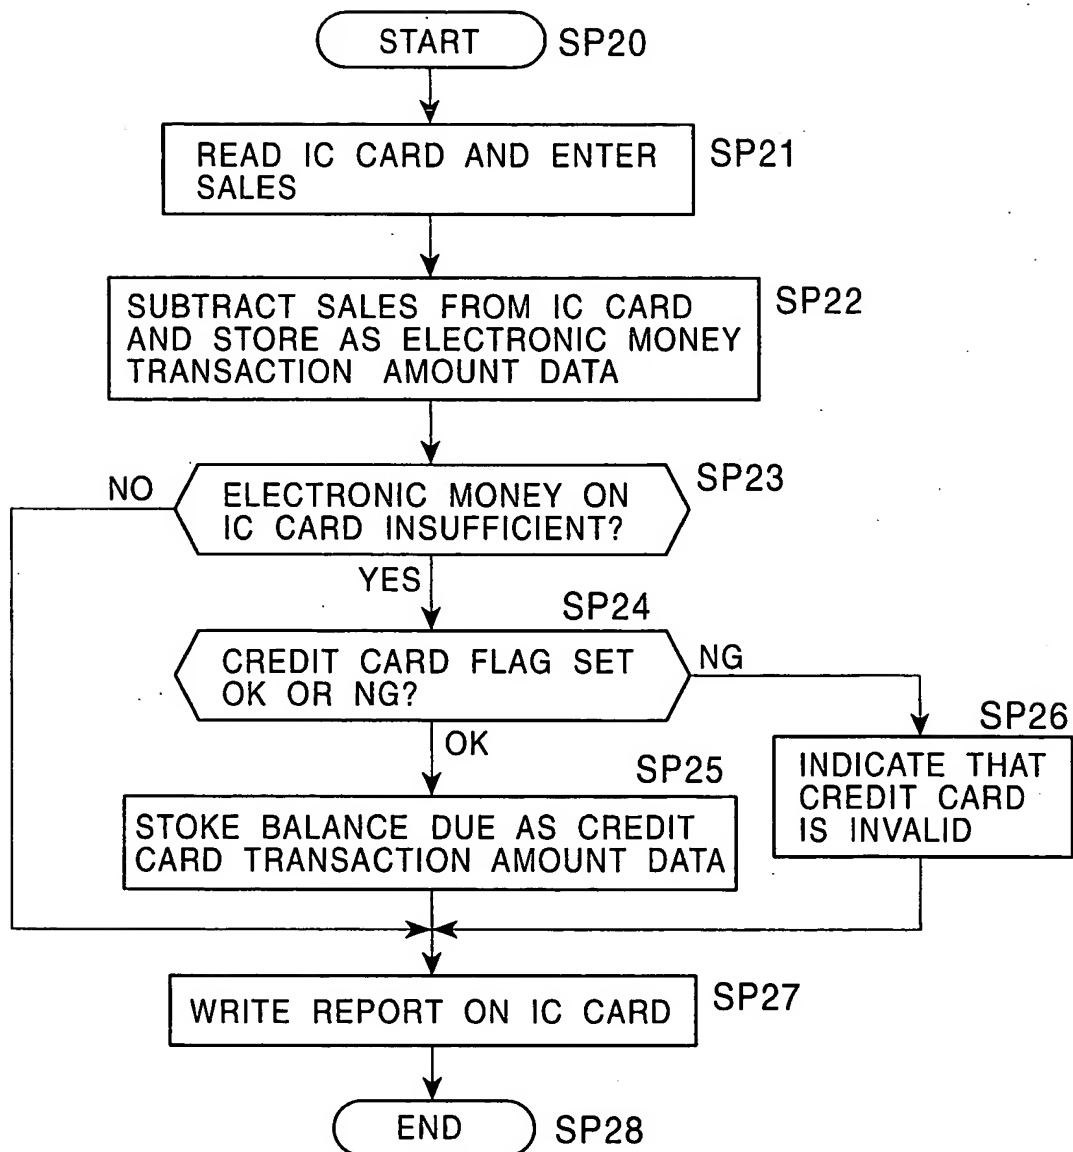 START SP20
READ IC CARD AND ENTER SP21
SALES
SUBTRACT SALES FROM IC CARD SP22
AND STORE AS ELECTRONIC MONEY
TRANSACTION AMOUNT DATA
NO ELECTRONIC MONEY ON SP23
IC CARD INSUFFICIENT?
YES
SP24
CREDIT CARD FLAG SET NG
OK OR NG?
OK
SP26
SP25
INDICATE THAT
CREDIT CARD
IS INVALID
STOKE BALANCE DUE AS CREDIT
CARD TRANSACTION AMOUNT DATA
WRITE REPORT ON IC CARD SP27
END SP28